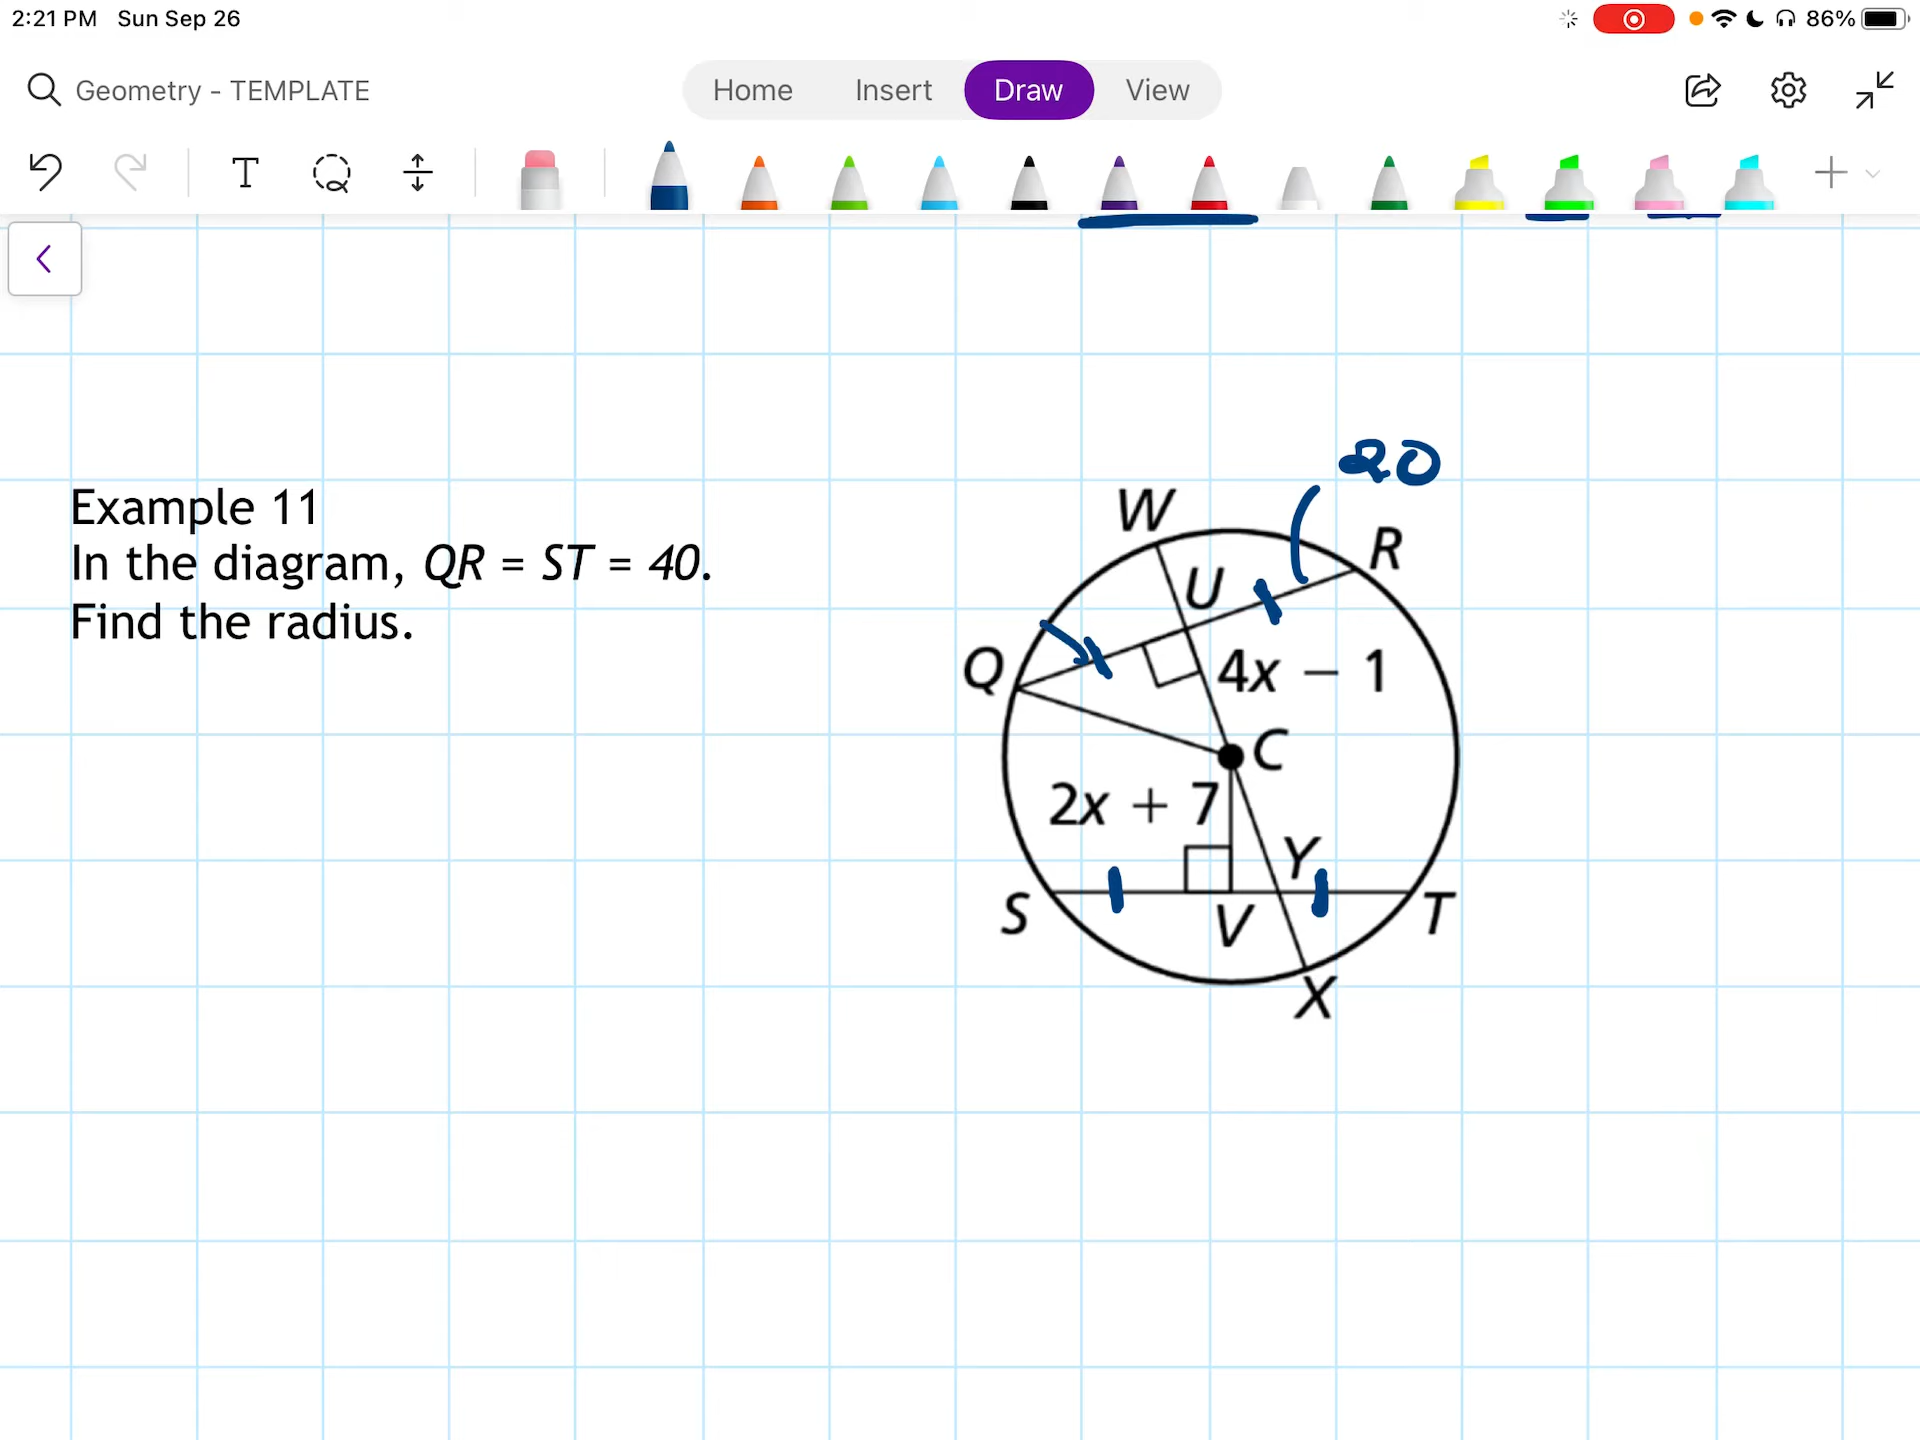 2:21 PM Sun Sep 26
86%
Geometry - TEMPLATE
Home Insert Draw View
T
Example 11
In the diagram, QR = ST = 40.
Find the radius.
20
W
R
U
Q
4x − 1
C
2x + 7
Y
S
V
T
X